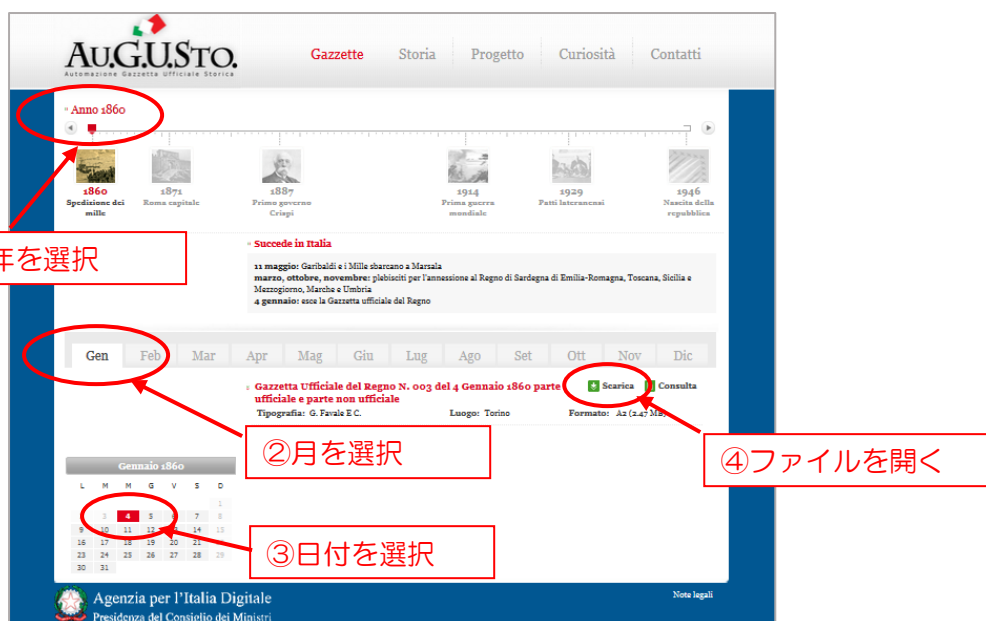 AU.G.U.STO.
Automazione Gazzetta Ufficiale Storica
Gazzette Storia Progetto Curiosità Contatti
Anno 1860
1860 Spedizione dei mille
1871 Roma capitale
1887 Primo governo Crispi
1914 Prima guerra mondiale
1929 Patti lateranensi
1946 Nascita della repubblica
年を選択
Succede in Italia
11 maggio: Garibaldi e i Mille sbarcano a Marsala
marzo, ottobre, novembre: plebisciti per l'annessione al Regno di Sardegna di Emilia-Romagna, Toscana, Sicilia e
Mezzogiorno, Marche e Umbria
4 gennaio: esce la Gazzetta ufficiale del Regno
Gen Feb Mar Apr Mag Giu Lug Ago Set Ott Nov Dic
Gazzetta Ufficiale del Regno N. 003 del 4 Gennaio 1860 parte
ufficiale e parte non ufficiale
Scarica Consulta
Tipografia: G. Favale E C. Luogo: Torino Formato: A2 (2.47 MB)
②月を選択
④ファイルを開く
Gennaio 1860
L M M G V S D
1
3 4 5 6 7 8
9 10 11 12 13 14 15
16 17 18 19 20 21
23 24 25 26 27 28 29
30 31
③日付を選択
Agenzia per l'Italia Digitale
Presidenza del Consiglio dei Ministri
Note legali